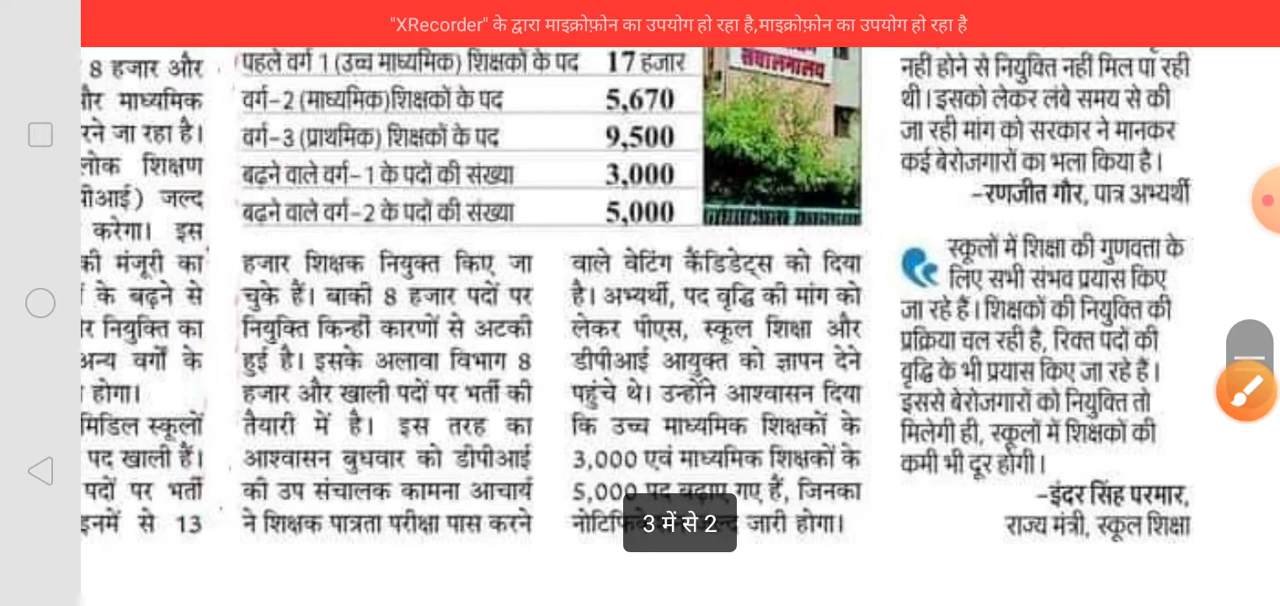 "XRecorder" के द्वारा माइक्रोफ़ोन का उपयोग हो रहा है,माइक्रोफ़ोन का उपयोग हो रहा है
8 हजार और
माध्यमिक
जा रहा है।
शिक्षण
जल्द
करेगा। इस
की मंजूरी का
के बढ़ने से
नियुक्ति का
अन्य वर्गों के
होगा।
मिडिल स्कूलों
पद खाली हैं।
पदों पर भर्ती
इनमें से 13
पहले वर्ग 1 (उच्च माध्यमिक) शिक्षकों के पद 17 हजार
वर्ग-2 (माध्यमिक)शिक्षकों के पद 5,670
वर्ग-3 (प्राथमिक) शिक्षकों के पद 9,500
बढ़ने वाले वर्ग-1 के पदों की संख्या 3,000
बढ़ने वाले वर्ग-2 के पदों की संख्या 5,000
संचालनालय
हजार शिक्षक नियुक्त किए जा
चुके हैं। बाकी 8 हजार पदों पर
नियुक्ति किन्हीं कारणों से अटकी
हुई है। इसके अलावा विभाग 8
हजार और खाली पदों पर भर्ती की
तैयारी में है। इस तरह का
आश्वासन बुधवार को डीपीआई
की उप संचालक कामना आचार्य
ने शिक्षक पात्रता परीक्षा पास करने
वाले वेटिंग कैंडिडेट्स को दिया
है। अभ्यर्थी, पद वृद्धि की मांग को
लेकर पीएस, स्कूल शिक्षा और
डीपीआई आयुक्त को ज्ञापन देने
पहुंचे थे। उन्होंने आश्वासन दिया
कि उच्च माध्यमिक शिक्षकों के
3,000 एवं माध्यमिक शिक्षकों के
5,000 पद बढ़ाए गए हैं, जिनका
जारी होगा।
3 में से 2
नहीं होने से नियुक्ति नहीं मिल पा रही
थी। इसको लेकर लंबे समय से की
जा रही मांग को सरकार ने मानकर
कई बेरोजगारों का भला किया है।
-रणजीत गौर, पात्र अभ्यर्थी
स्कूलों में शिक्षा की गुणवत्ता के
लिए सभी संभव प्रयास किए
जा रहे हैं। शिक्षकों की नियुक्ति की
प्रक्रिया चल रही है, रिक्त पदों की
वृद्धि के भी प्रयास किए जा रहे हैं।
इससे बेरोजगारों को नियुक्ति तो
मिलेगी ही, स्कूलों में शिक्षकों की
कमी भी दूर होगी।
-इंदर सिंह परमार,
राज्य मंत्री, स्कूल शिक्षा